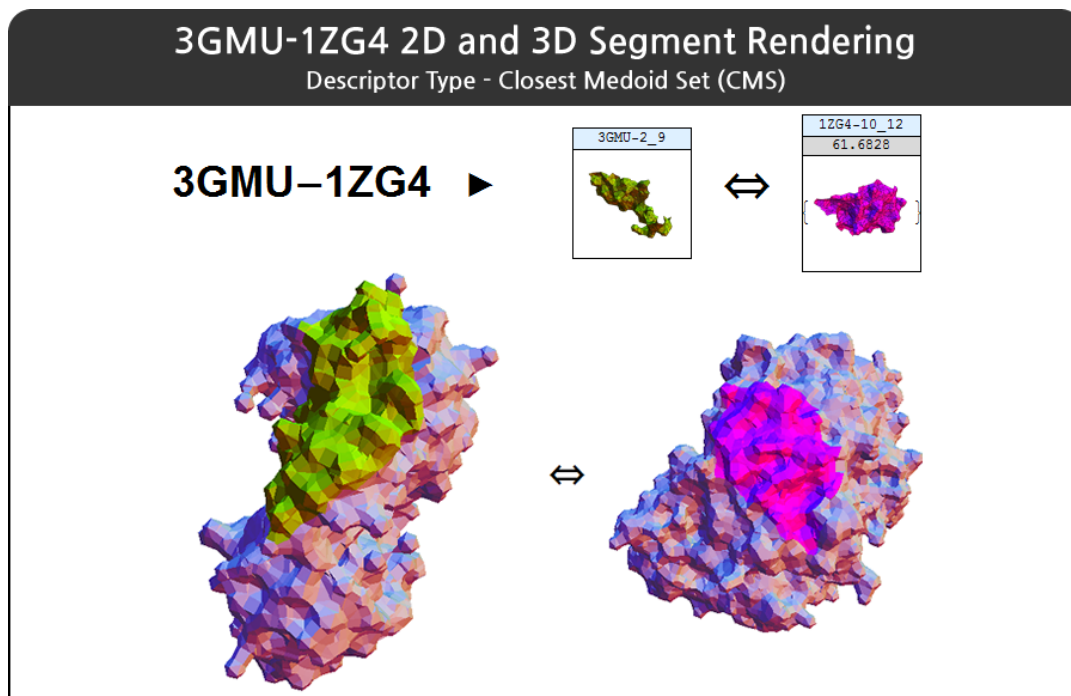 3GMU-1ZG4 2D and 3D Segment Rendering
Descriptor Type - Closest Medoid Set (CMS)
3GMU–1ZG4 ►
3GMU-2_9
⇔
1ZG4-10_12
61.6828
⇔